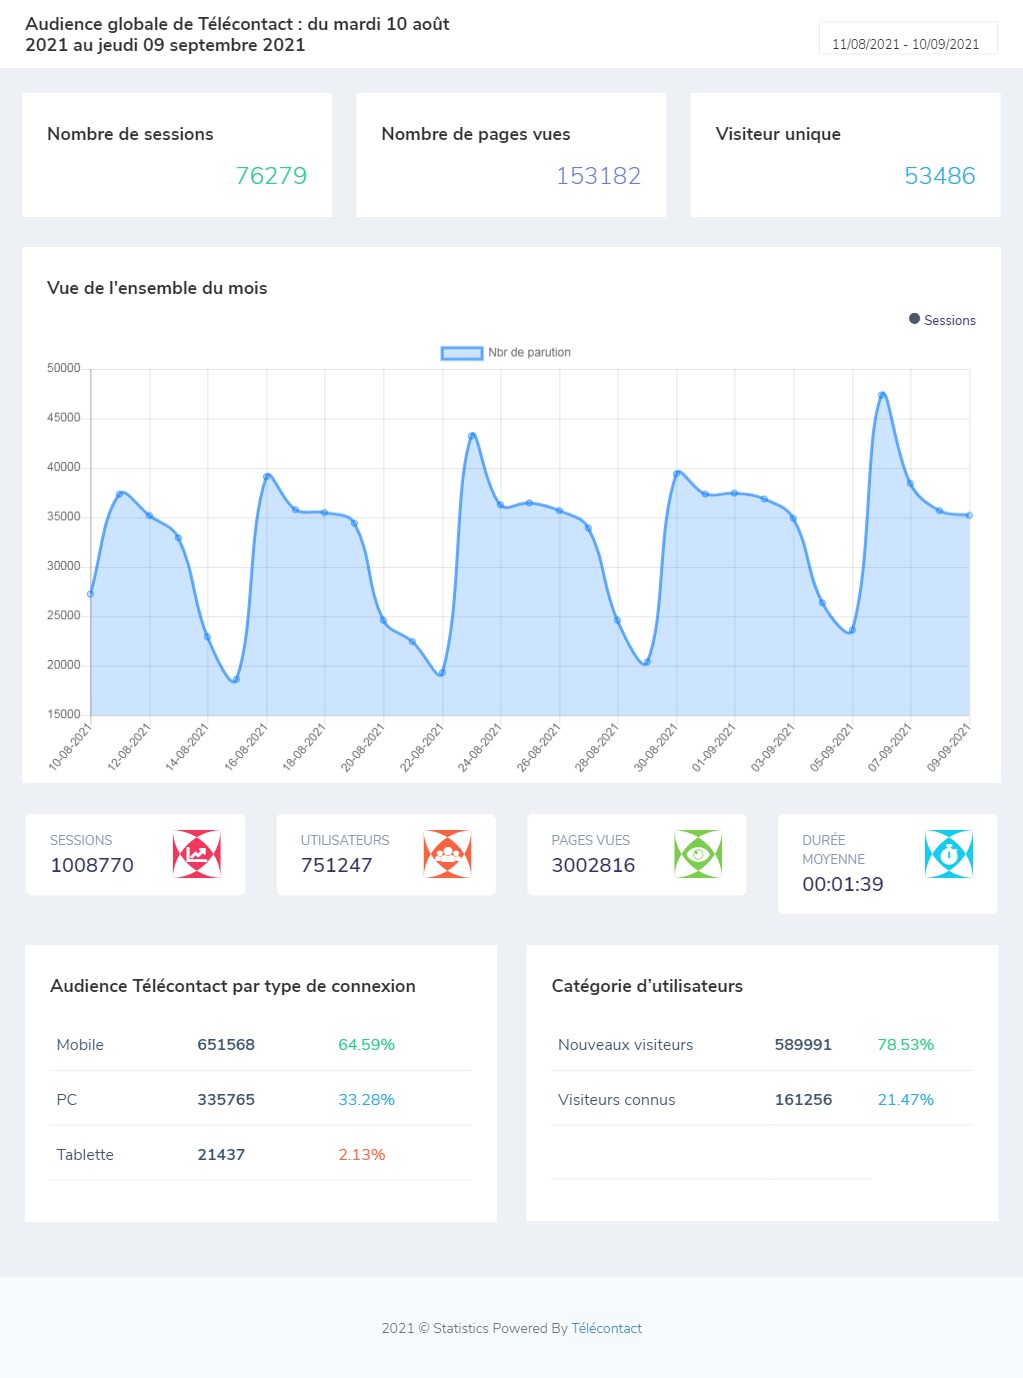 Audience globale de Télécontact : du mardi 10 août
2021 au jeudi 09 septembre 2021
11/08/2021 - 10/09/2021
Nombre de sessions
76279
Nombre de pages vues
153182
Visiteur unique
53486
Vue de l'ensemble du mois
Sessions
Nbr de parution
50000
45000
40000
35000
30000
25000
20000
15000
10-08-2021
12-08-2021
14-08-2021
16-08-2021
18-08-2021
20-08-2021
22-08-2021
24-08-2021
26-08-2021
28-08-2021
30-08-2021
01-09-2021
03-09-2021
05-09-2021
07-09-2021
09-09-2021
SESSIONS
1008770
UTILISATEURS
751247
PAGES VUES
3002816
DURÉE
MOYENNE
00:01:39
Audience Télécontact par type de connexion
Mobile 651568 64.59%
PC 335765 33.28%
Tablette 21437 2.13%
Catégorie d’utilisateurs
Nouveaux visiteurs 589991 78.53%
Visiteurs connus 161256 21.47%
2021 © Statistics Powered By Télécontact